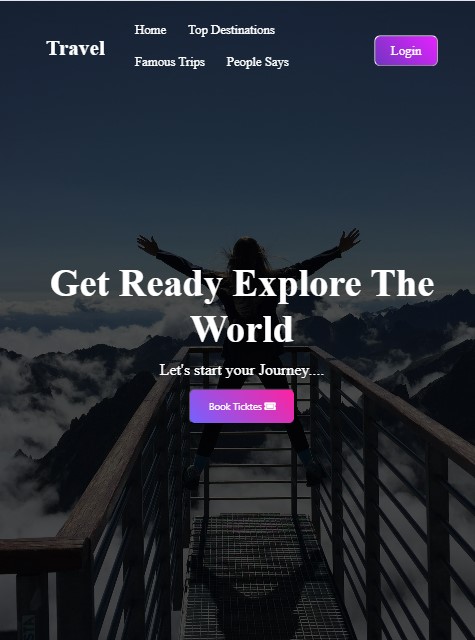 Home Top Destinations
Travel
Famous Trips People Says
Login
Get Ready Explore The
World
Let's start your Journey....
Book Ticktes